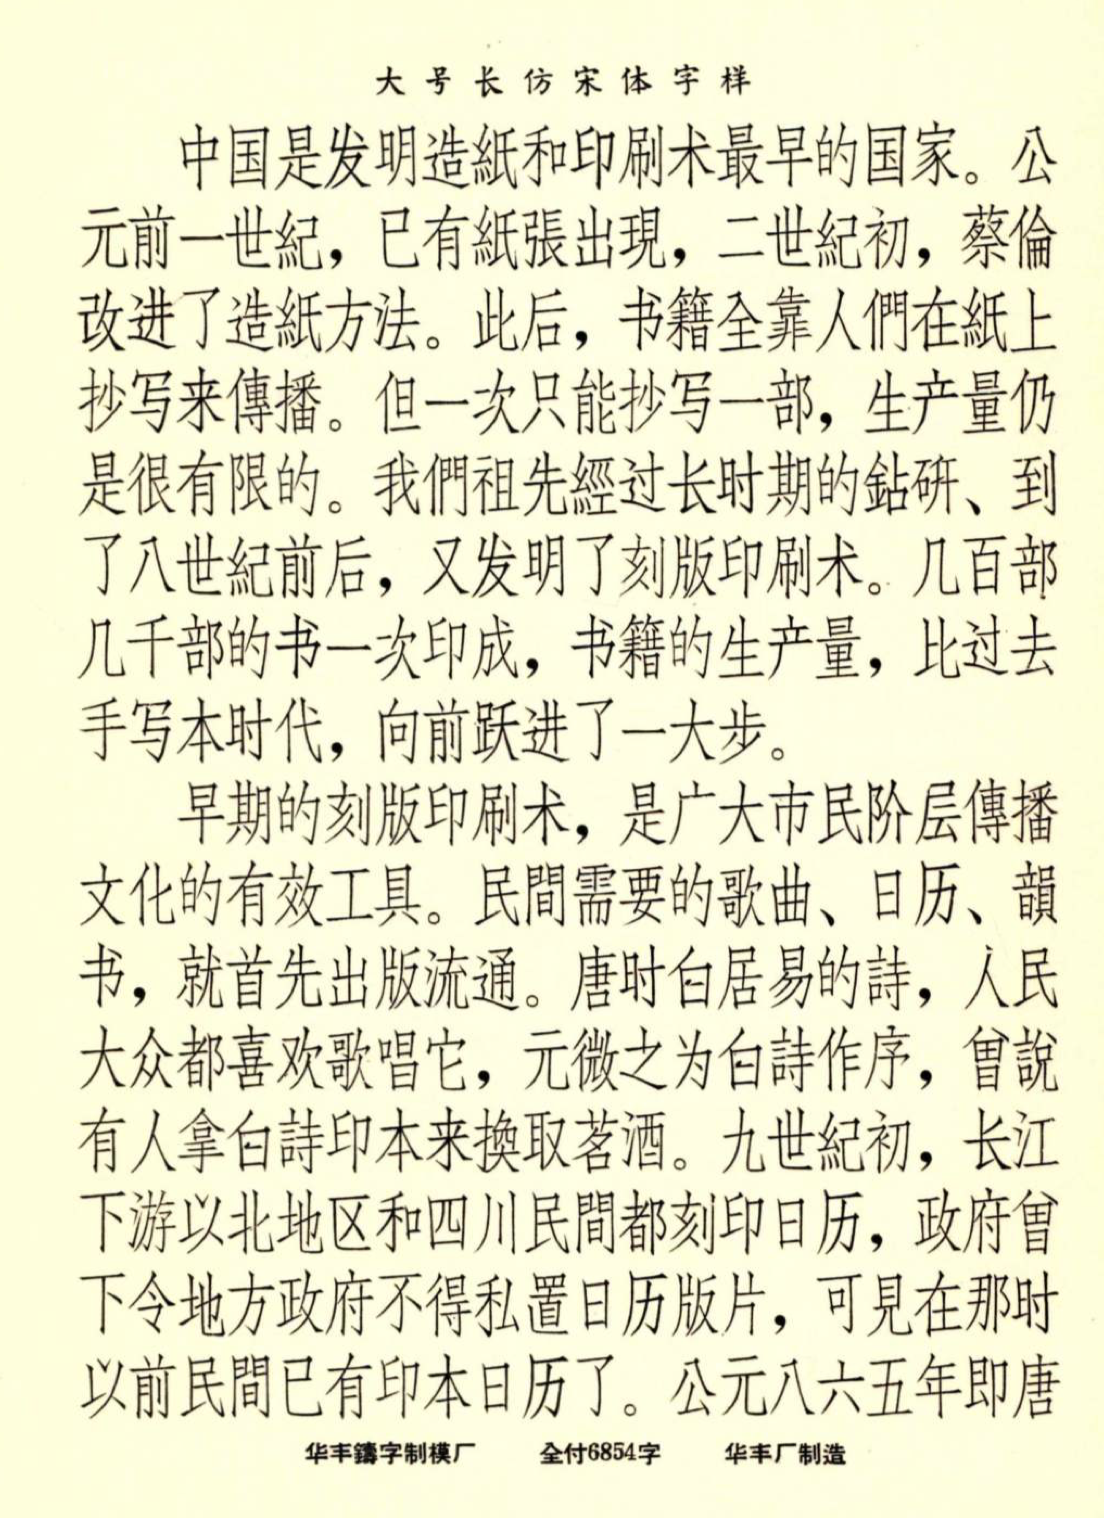 大号长仿宋体字样
中国是发明造紙和印刷术最早的国家。公
元前一世紀，已有紙張出現，二世紀初，蔡倫
改进了造紙方法。此后，书籍全靠人們在紙上
抄写来傳播。但一次只能抄写一部，生产量仍
是很有限的。我們祖先經过长时期的鉆研、到
了八世紀前后，又发明了刻版印刷术。几百部
几千部的书一次印成，书籍的生产量，比过去
手写本时代，向前跃进了一大步。
早期的刻版印刷术，是广大市民阶层傳播
文化的有效工具。民間需要的歌曲、日历、韻
书，就首先出版流通。唐时白居易的詩，人民
大众都喜欢歌唱它，元微之为白詩作序，曾說
有人拿白詩印本来換取茗酒。九世紀初，长江
下游以北地区和四川民間都刻印日历，政府曾
下令地方政府不得私置日历版片，可見在那时
以前民間已有印本日历了。公元八六五年即唐
华丰鑄字制模厂 全付6854字 华丰厂制造